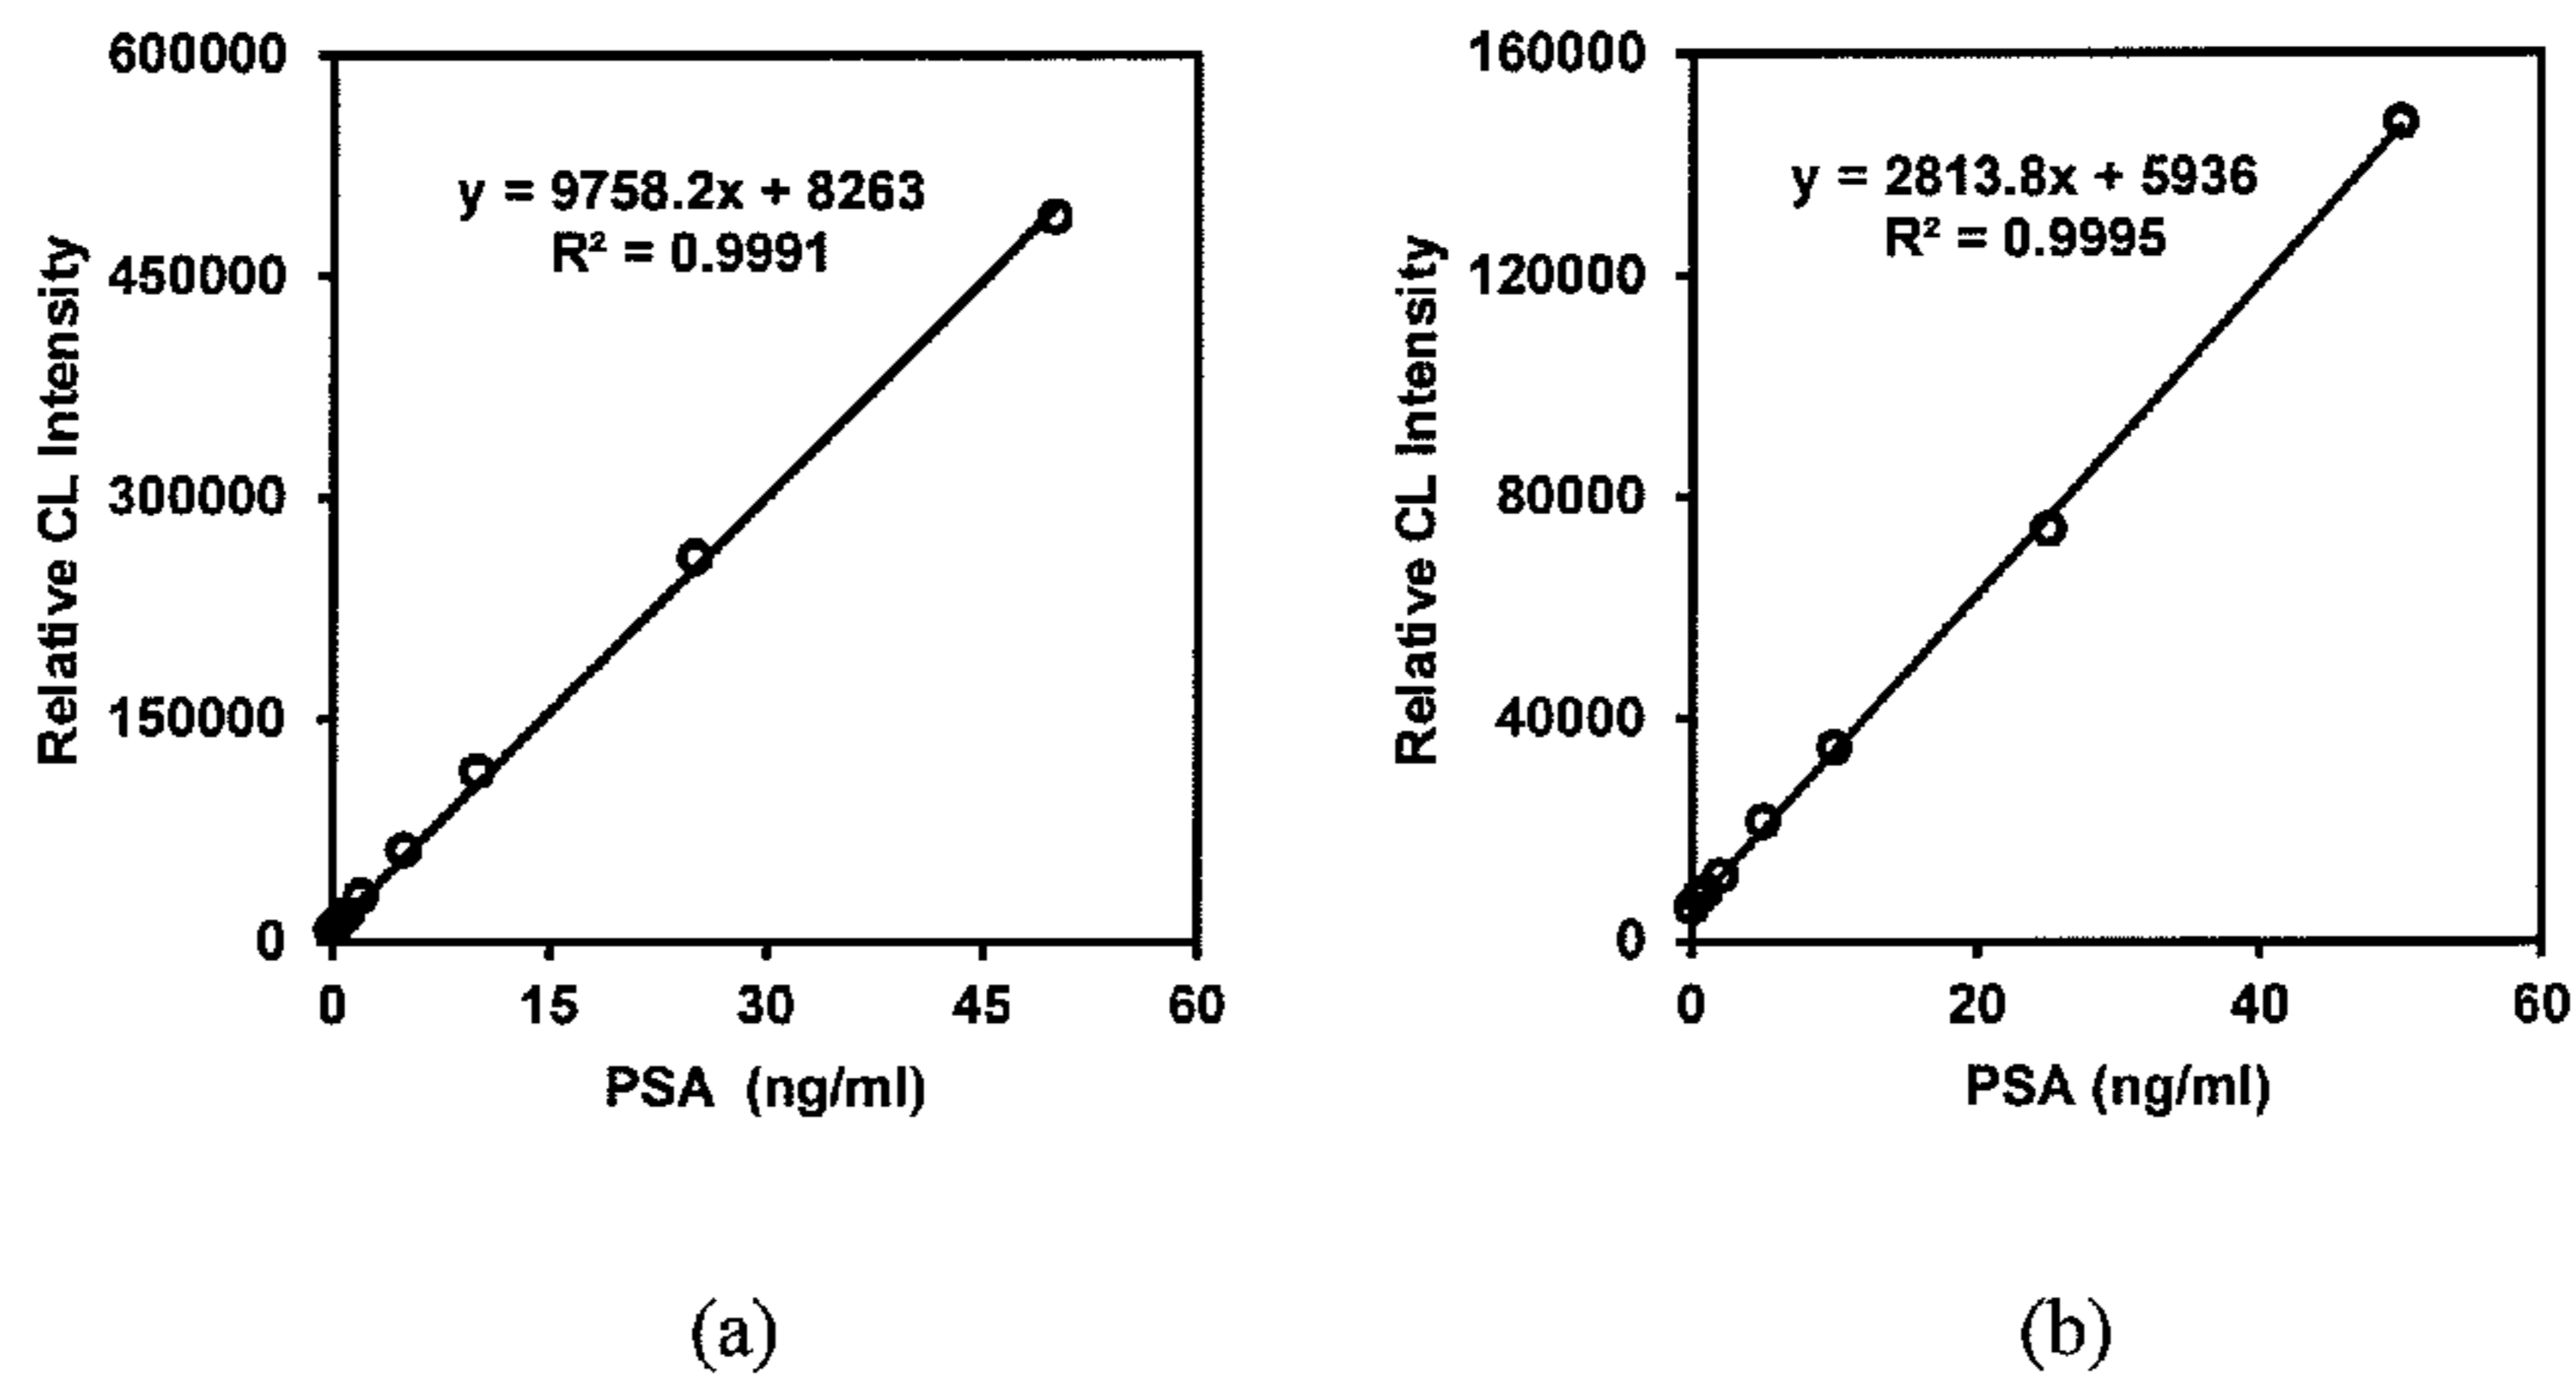 600000
450000
300000
150000
0
Relative CL Intensity
y = 9758.2x + 8263
R² = 0.9991
0 15 30 45 60
PSA (ng/ml)
(a)
160000
120000
80000
40000
0
Relative CL Intensity
y = 2813.8x + 5936
R² = 0.9995
0 20 40 60
PSA (ng/ml)
(b)